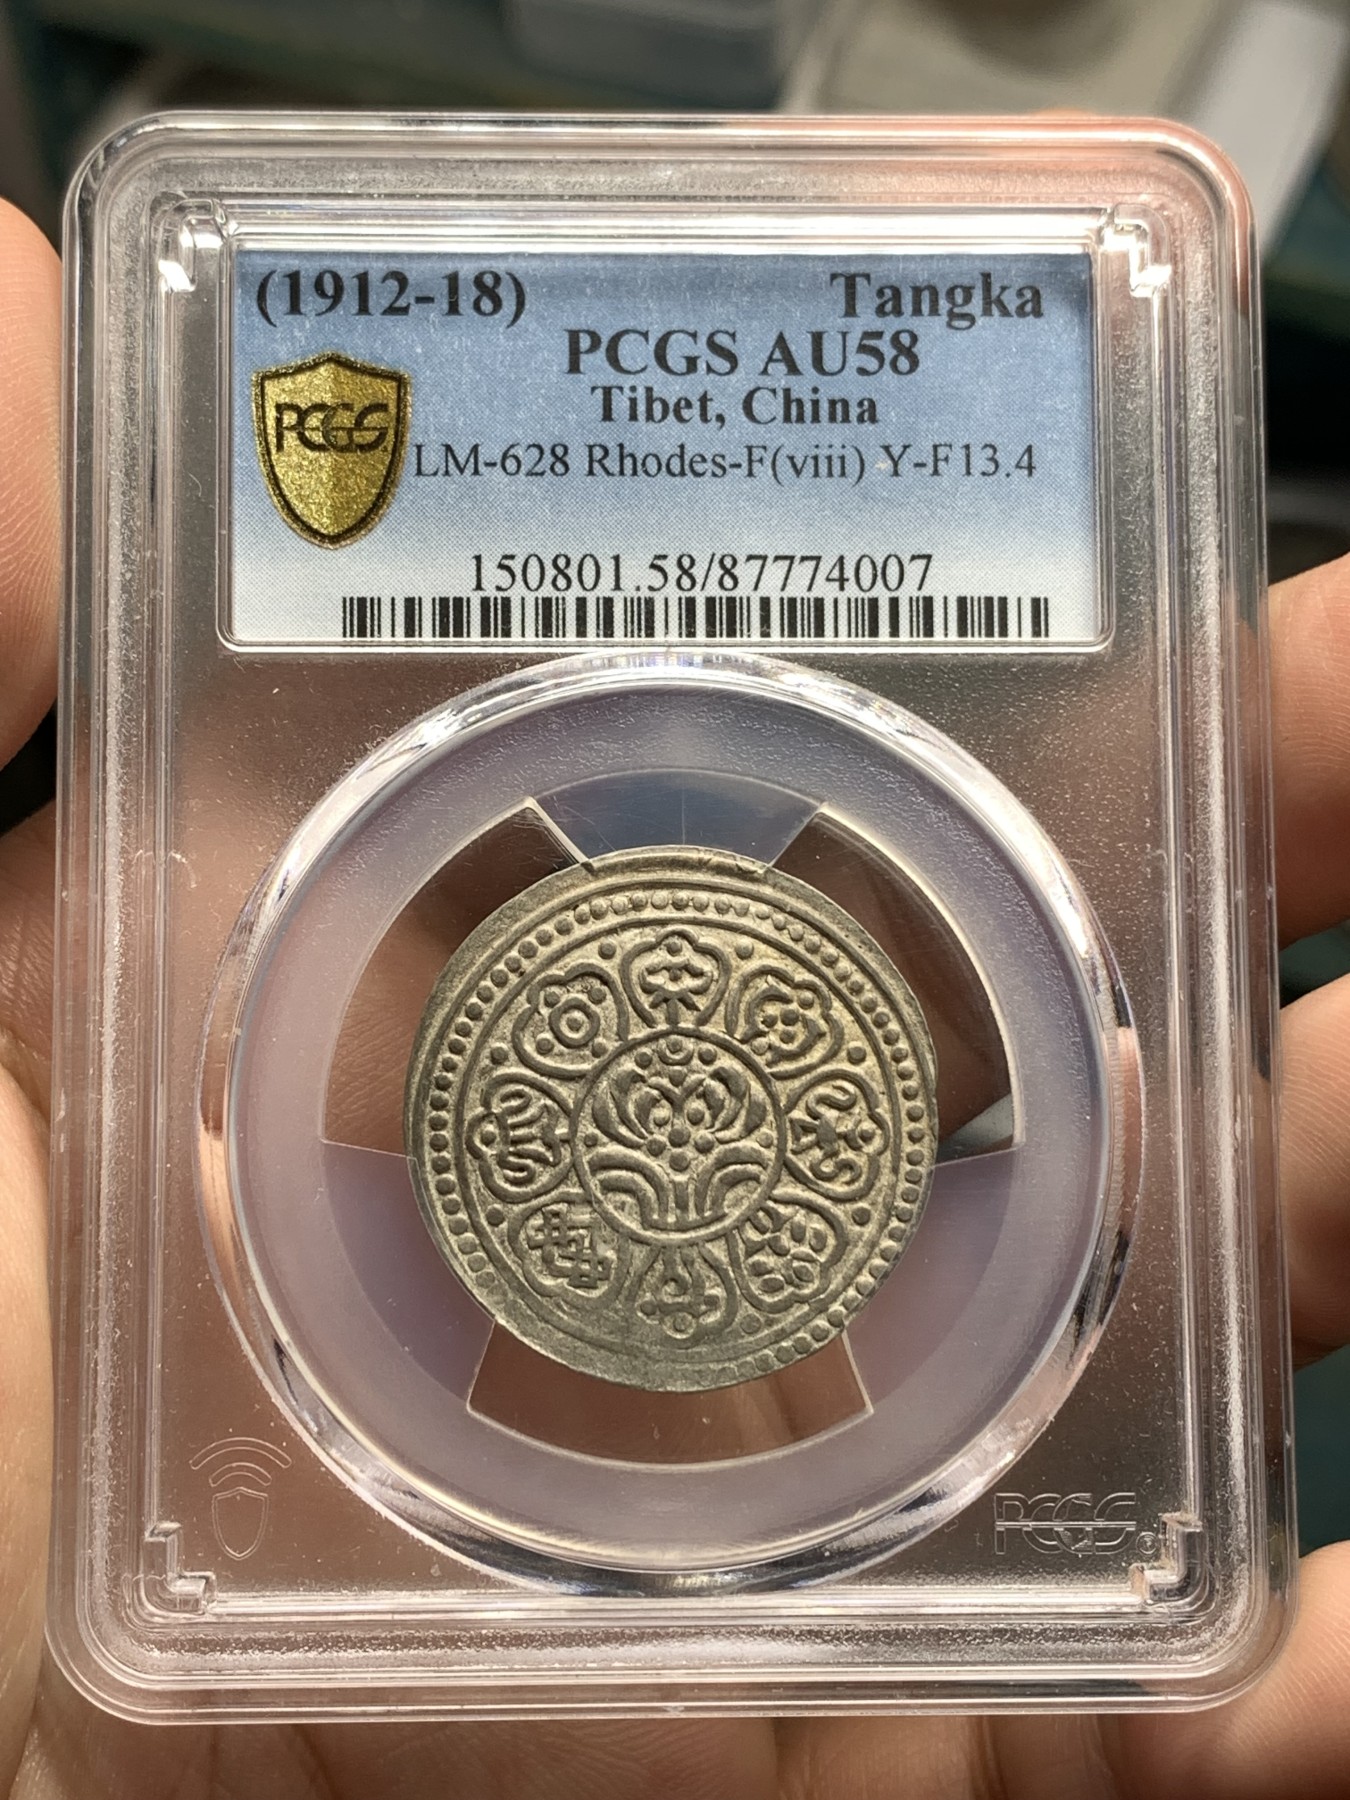 (1912-18) Tangka
PCGS AU58
Tibet, China
PCGS
LM-628 Rhodes-F(viii) Y-F13.4
150801.58/87774007
PCGS